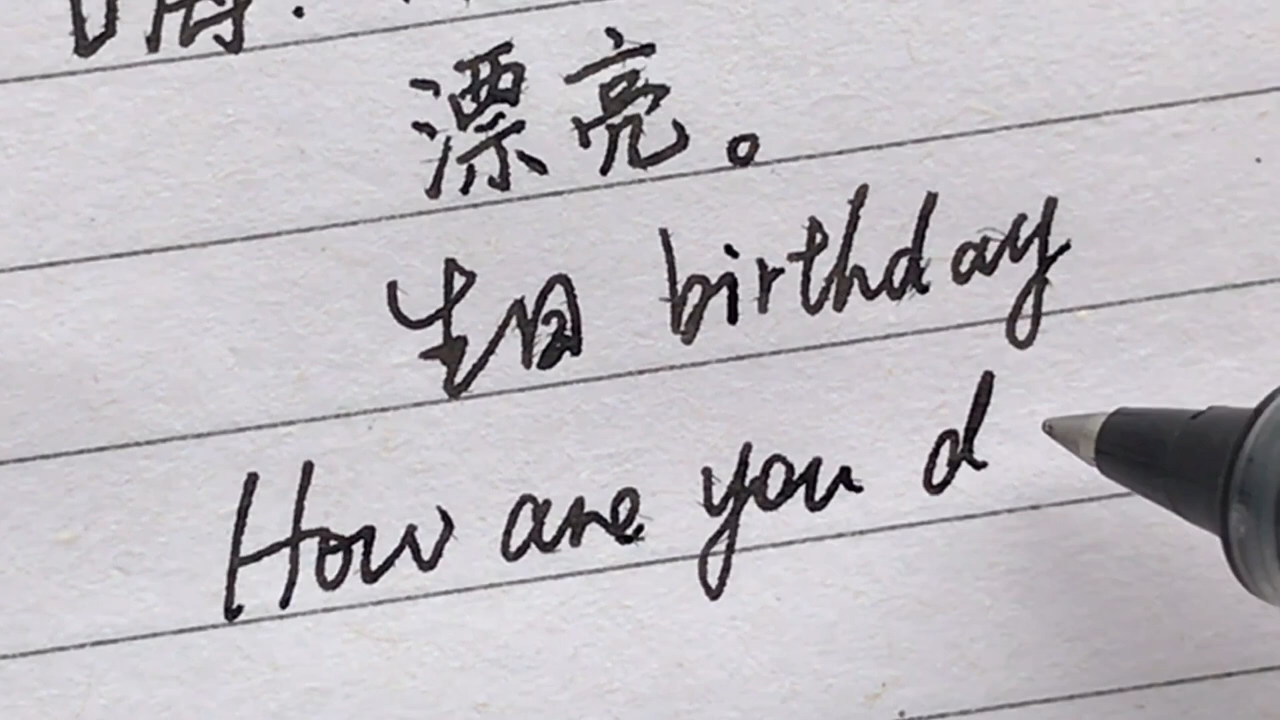 漂亮。
生日 birthday
How are you d